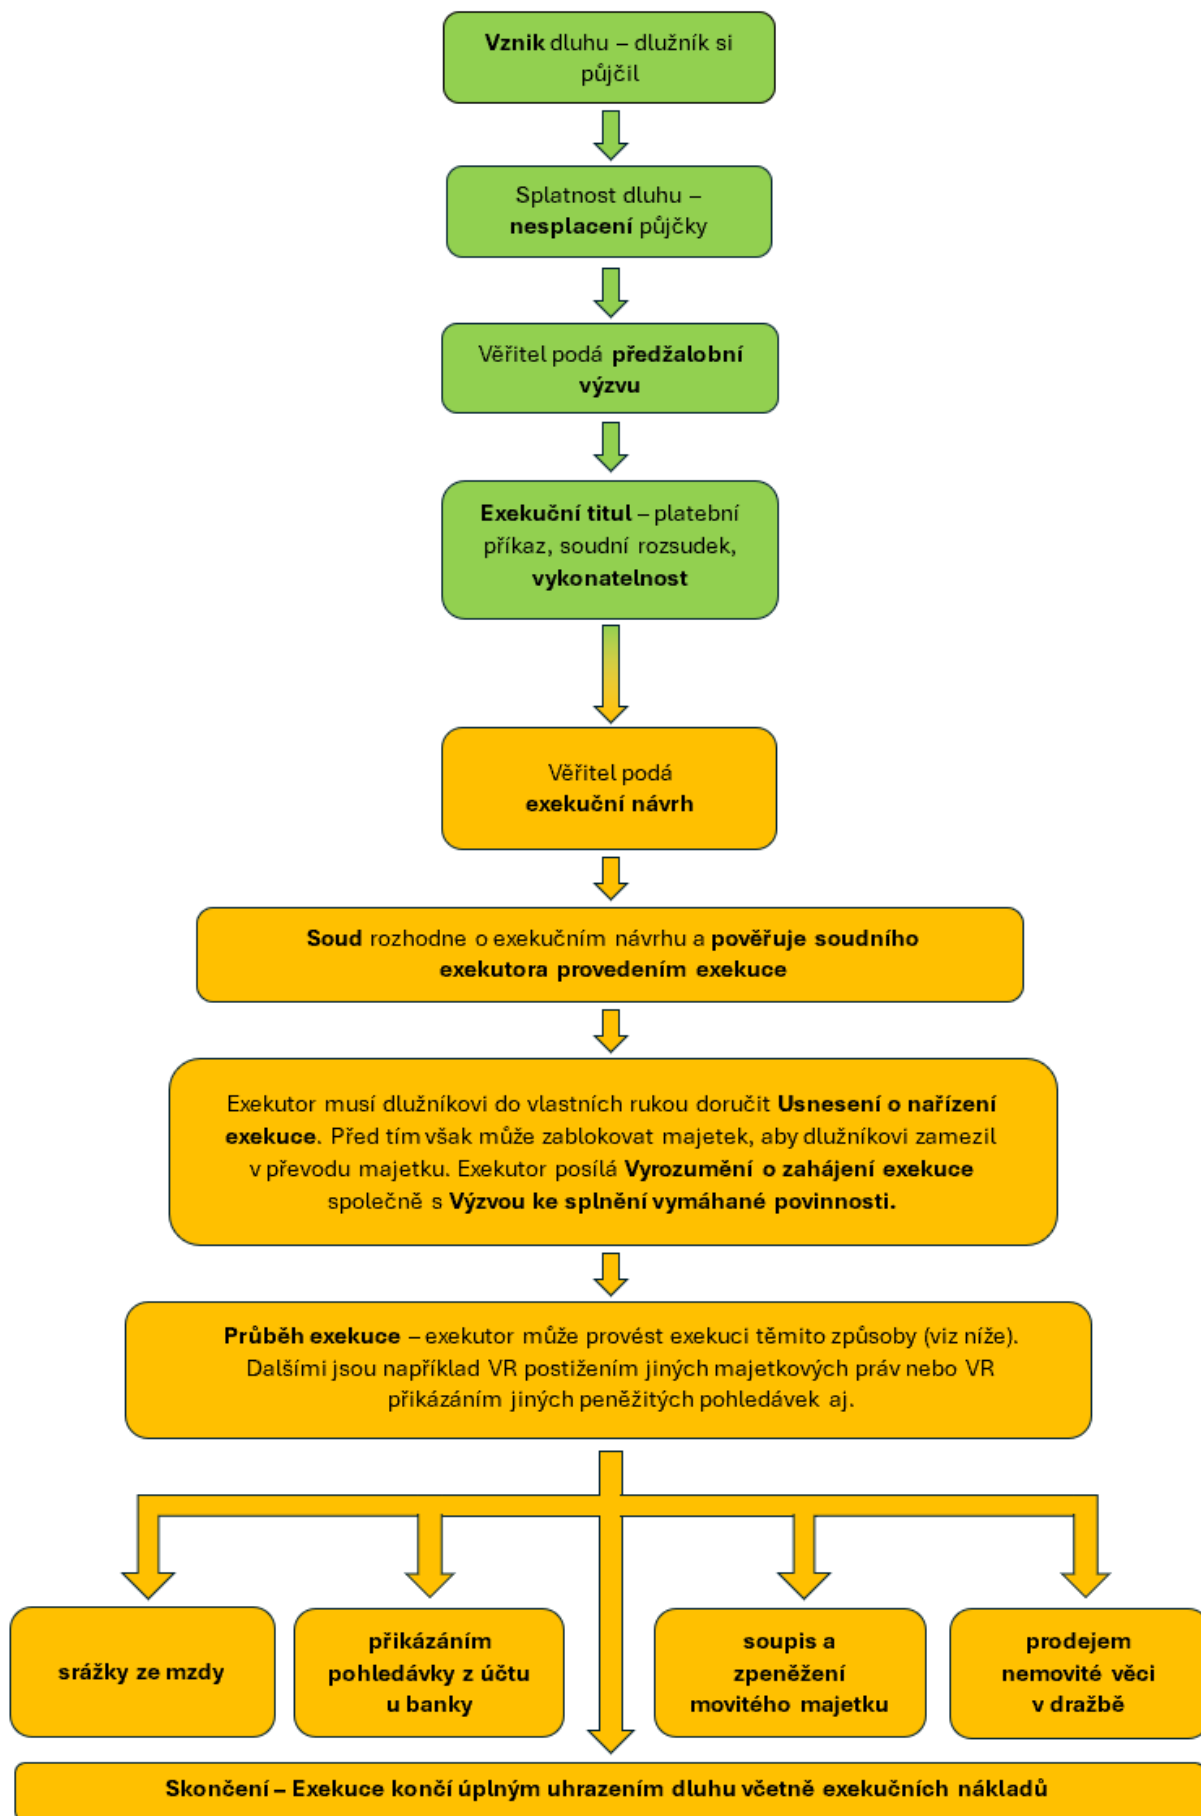 Vznik dluhu – dlužník si
půjčil
Splatnost dluhu –
nesplacení půjčky
Věřitel podá předžalobní
výzvu
Exekuční titul – platební
příkaz, soudní rozsudek,
vykonatelnost
Věřitel podá
exekuční návrh
Soud rozhodne o exekučním návrhu a pověřuje soudního
exekutora provedením exekuce
Exekutor musí dlužníkovi do vlastních rukou doručit Usnesení o nařízení
exekuce. Před tím však může zablokovat majetek, aby dlužníkovi zamezil
v převodu majetku. Exekutor posílá Vyrozumění o zahájení exekuce
společně s Výzvou ke splnění vymáhané povinnosti.
Průběh exekuce – exekutor může provést exekuci těmito způsoby (viz níže).
Dalšími jsou například VR postižením jiných majetkových práv nebo VR
přikázáním jiných peněžitých pohledávek aj.
srážky ze mzdy
přikázáním
pohledávky z účtu
u banky
soupis a
zpeněžení
movitého majetku
prodejem
nemovité věci
v dražbě
Skončení – Exekuce končí úplným uhrazením dluhu včetně exekučních nákladů